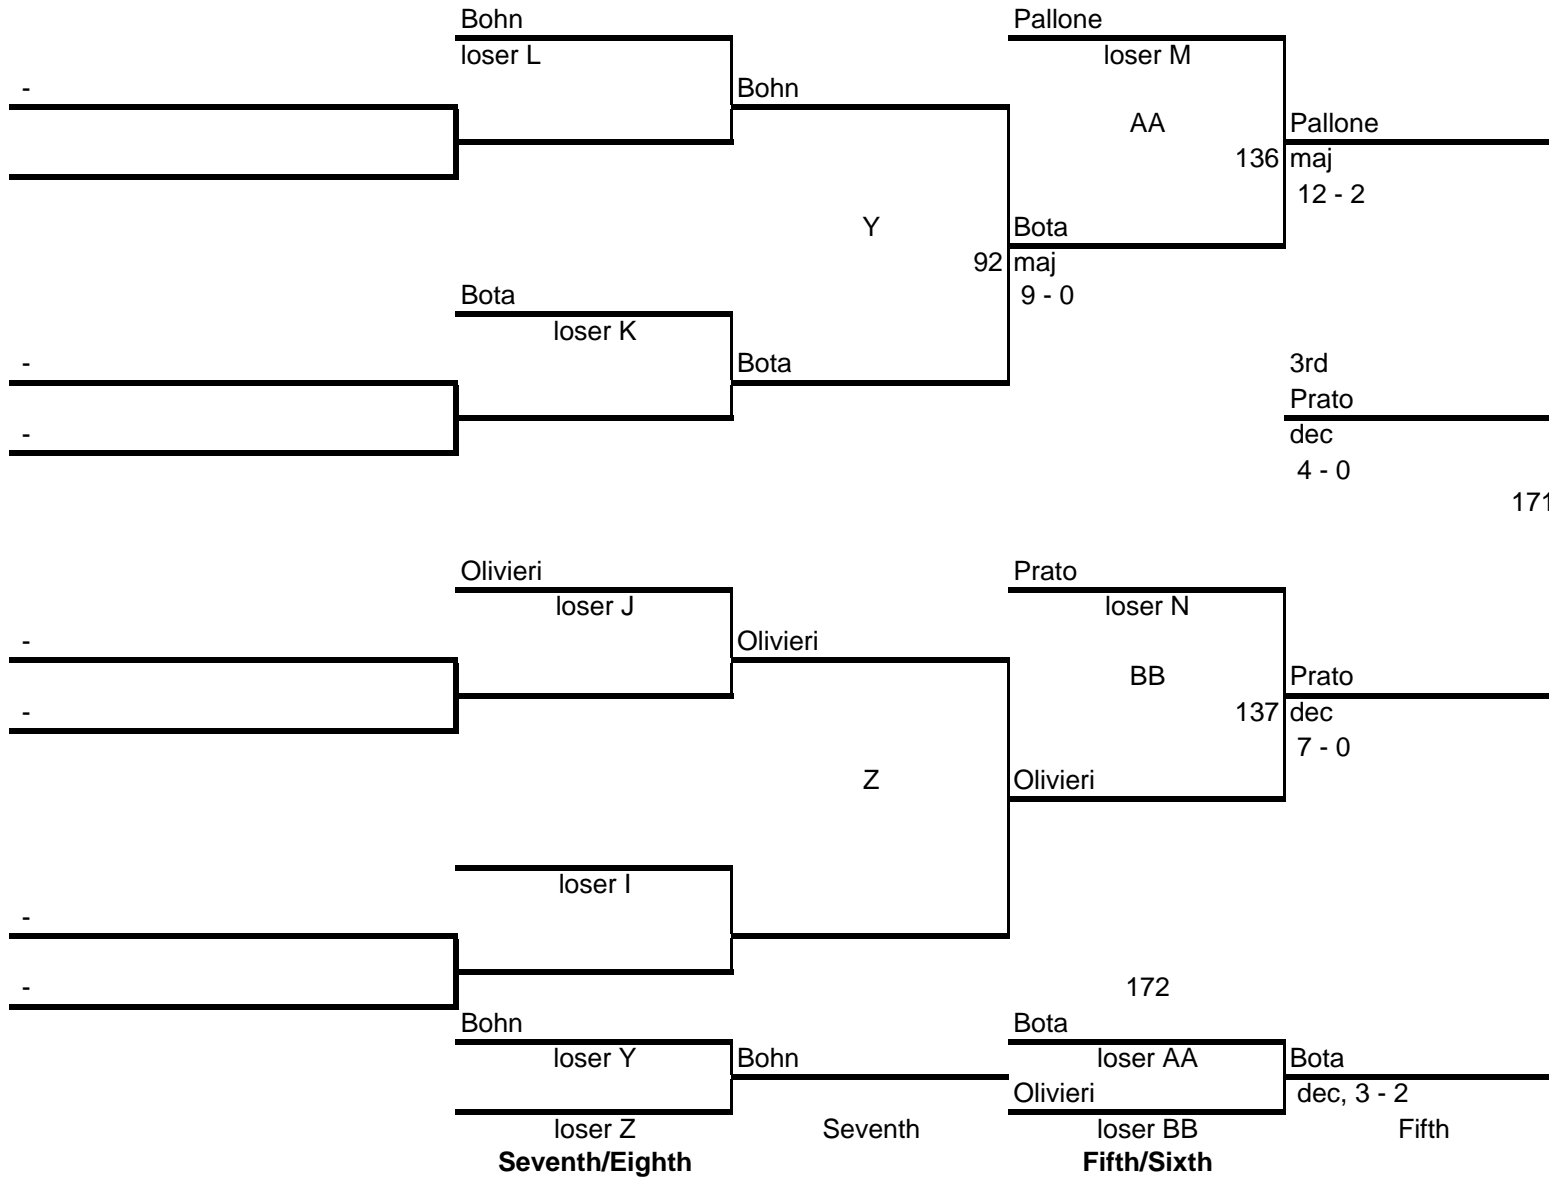 Bohn
Pallone
loser L
loser M
-
Bohn
AA
Pallone
136 maj
12 - 2
Y
Bota
92 maj
Bota
9 - 0
loser K
-
Bota
3rd
Prato
-
dec
4 - 0
171
Olivieri
Prato
loser J
loser N
-
Olivieri
BB
Prato
-
137 dec
7 - 0
Z
Olivieri
loser I
-
-
172
Bohn
Bota
loser Y
Bohn
loser AA
Bota
Olivieri
dec, 3 - 2
loser Z
Seventh
loser BB
Fifth
Seventh/Eighth
Fifth/Sixth